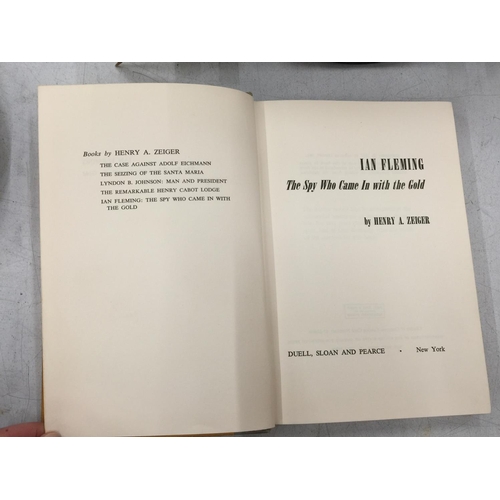 Books by HENRY A. ZEIGER
THE CASE AGAINST ADOLF EICHMANN
THE SEIZING OF THE SANTA MARIA
LYNDON B. JOHNSON: MAN AND PRESIDENT
THE REMARKABLE HENRY CABOT LODGE
IAN FLEMING: THE SPY WHO CAME IN WITH
THE GOLD
IAN FLEMING
The Spy Who Came In with the Gold
by HENRY A. ZEIGER
DUELL, SLOAN AND PEARCE • New York